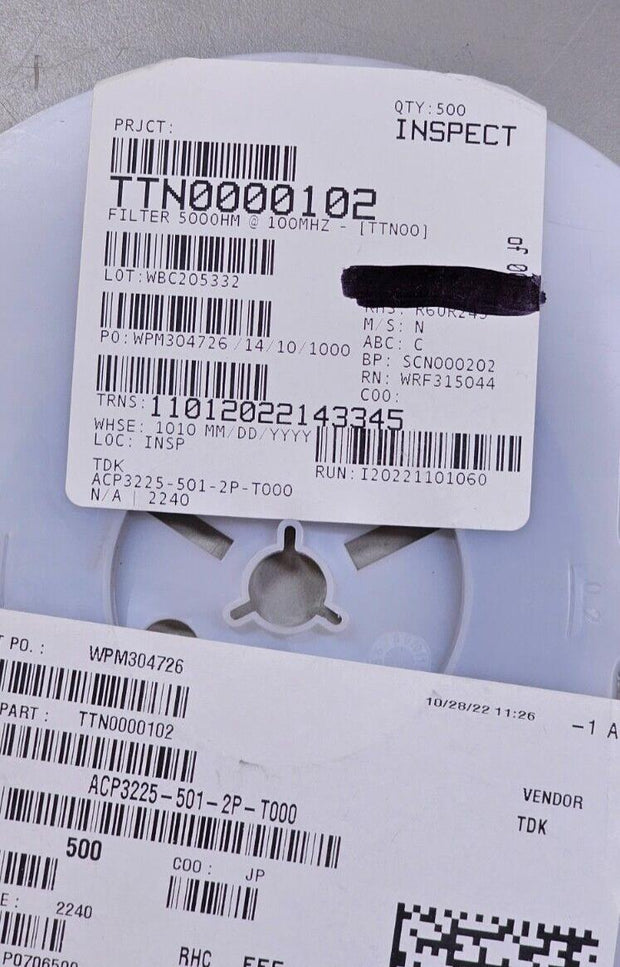 QTY:500
PRJCT:
INSPECT
TTN0000102
FILTER 500OHM @ 100MHZ - [TTN00]
LOT:WBC205332
M/S: N
PO:WPM304726 /14/10/1000
ABC: C
BP: SCN000202
RN: WRF315044
COO:
TRNS:11012022143345
WHSE: 1010 MM/DD/YYYY
LOC: INSP
RUN: I20221101060
TDK
ACP3225-501-2P-T000
N/A | 2240
PO.: WPM304726
10/28/22 11:26
-1 A
PART: TTN0000102
ACP3225-501-2P-T000
VENDOR
TDK
500
COO: JP
E: 2240
RHC